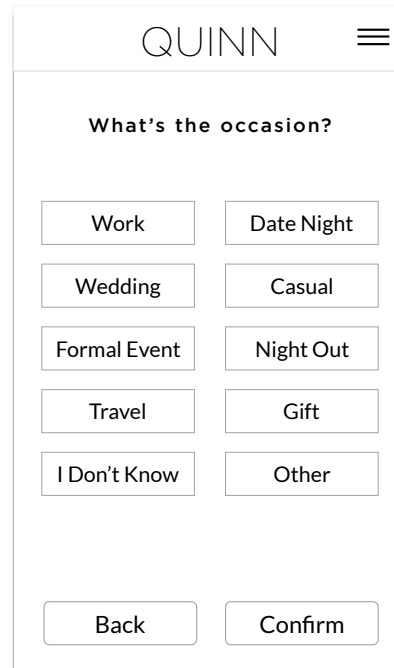 QUINN
What's the occasion?
Work
Date Night
Wedding
Casual
Formal Event
Night Out
Travel
Gift
I Don't Know
Other
Back
Confirm